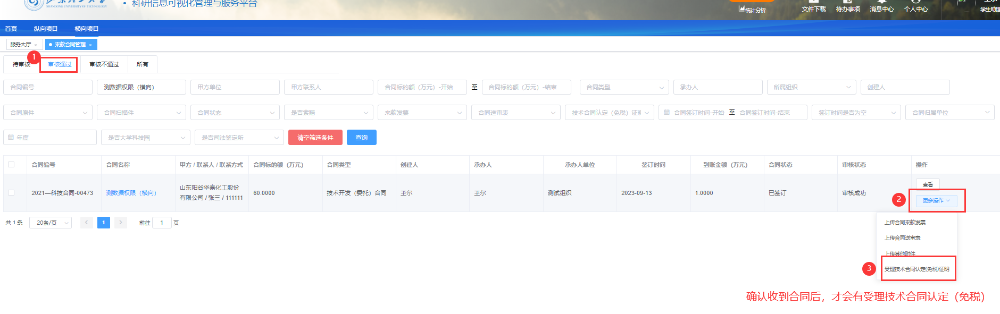 SHANDONG UNIVERSITY OF TECHNOLOGY
• 科研信息可视化管理与服务平台
统计分析
文件下载 待办事项 消息中心 个人中心
学生助理
首页 纵向项目 横向项目
服务大厅 × 来款合同管理 ×
1
待审核 审核通过 审核不通过 所有
合同编号 测数据权限（横向） 甲方单位 甲方联系人 合同标的额（万元）-开始 至 合同标的额（万元）-结束 合同类型 承办人 所属组织 创建人
合同原件 合同扫描件 合同状态 是否索赔 来款发票 合同送审表 技术合同认定（免税）证明 合同签订时间-开始 至 合同签订时间-结束 签订时间是否为空 合同归属单位
年度 是否大学科技园 是否司法鉴定所 清空筛选条件 查询
合同编号 合同名称 甲方 / 联系人 / 联系方式 合同标的额（万元） 合同类型 创建人 承办人 承办人单位 签订时间 到账金额（万元） 合同状态 审核状态 操作
2021—科技合同-00473 测数据权限（横向） 山东阳谷华泰化工股份有限公司 / 张三 / 111111 60.0000 技术开发（委托）合同 王尔 王尔 测试组织 2023-09-13 1.0000 已签订 审核成功 查看
2 更多操作
共 1 条 20条/页 < 1 > 前往 1 页
上传合同来款发票
上传合同送审表
上传其他附件
3 受理技术合同认定(免税)证明
确认收到合同后，才会有受理技术合同认定（免税）